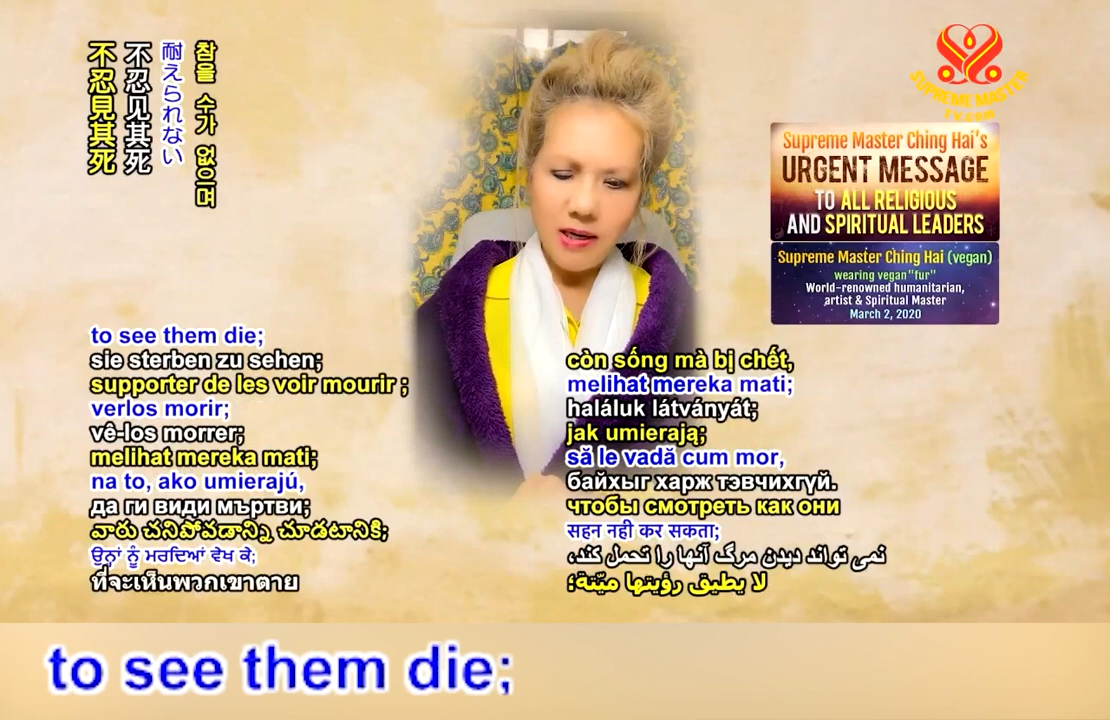 참을 수가 없으며
耐えられない
不忍见其死
不忍見其死
SUPREME MASTER
TV.COM
Supreme Master Ching Hai's
URGENT MESSAGE
TO ALL RELIGIOUS
AND SPIRITUAL LEADERS
Supreme Master Ching Hai (vegan)
wearing vegan "fur"
World-renowned humanitarian,
artist & Spiritual Master
March 2, 2020
to see them die;
sie sterben zu sehen;
supporter de les voir mourir ;
verlos morir;
vê-los morrer;
melihat mereka mati;
na to, ako umierajú,
да ги види мъртви;
వారు చనిపోవడాన్ని చూడటానికి;
ਉਨ੍ਹਾਂ ਨੂੰ ਮਰਦਿਆਂ ਵੇਖ ਕੇ;
ที่จะเห็นพวกเขาตาย
còn sống mà bị chết,
melihat mereka mati;
haláluk látványát;
jak umierają;
să le vadă cum mor,
байхыг харж тэвчихгүй.
чтобы смотреть как они
सहन नही कर सकता;
نمی تواند دیدن مرگ آنها را تحمل کند،
لا يطيق رؤيتها ميّتة؛
to see them die;